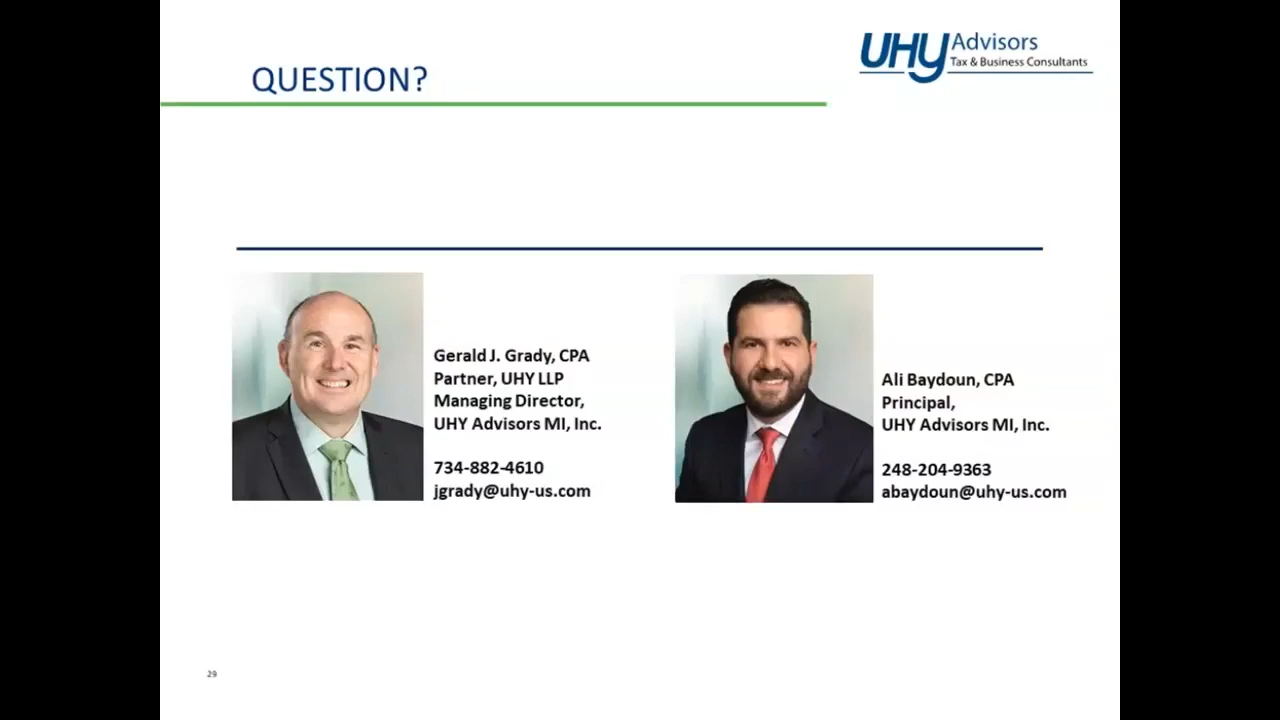 QUESTION?
UHY Advisors
Tax & Business Consultants
Gerald J. Grady, CPA
Partner, UHY LLP
Managing Director,
UHY Advisors MI, Inc.
734-882-4610
jgrady@uhy-us.com
Ali Baydoun, CPA
Principal,
UHY Advisors MI, Inc.
248-204-9363
abaydoun@uhy-us.com
29